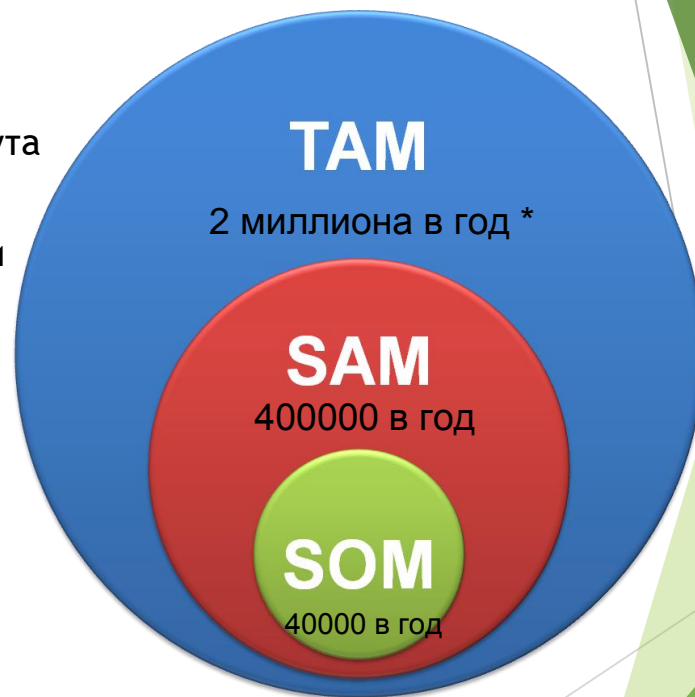 TAM
2 миллиона в год *
SAM
400000 в год
SOM
40000 в год